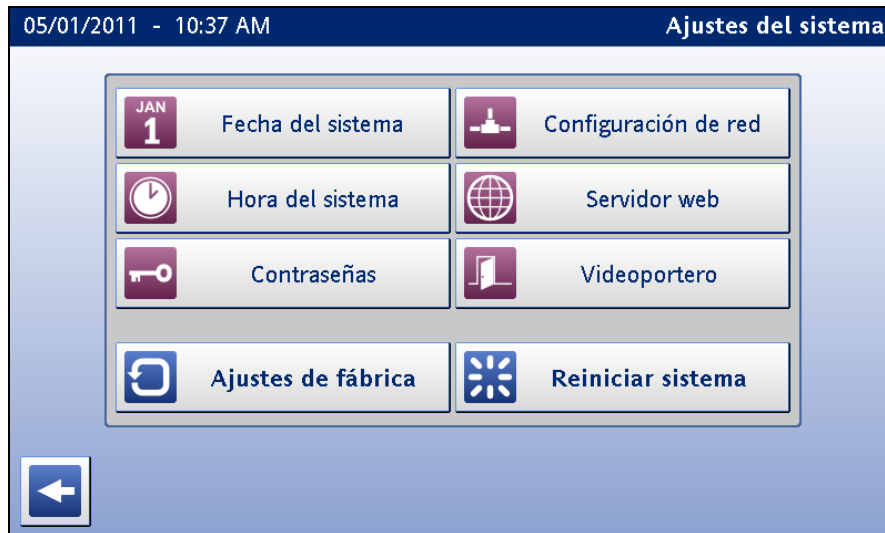 05/01/2011 - 10:37 AM
Ajustes del sistema
JAN
1
Fecha del sistema
Configuración de red
Hora del sistema
Servidor web
Contraseñas
Videoportero
Ajustes de fábrica
Reiniciar sistema